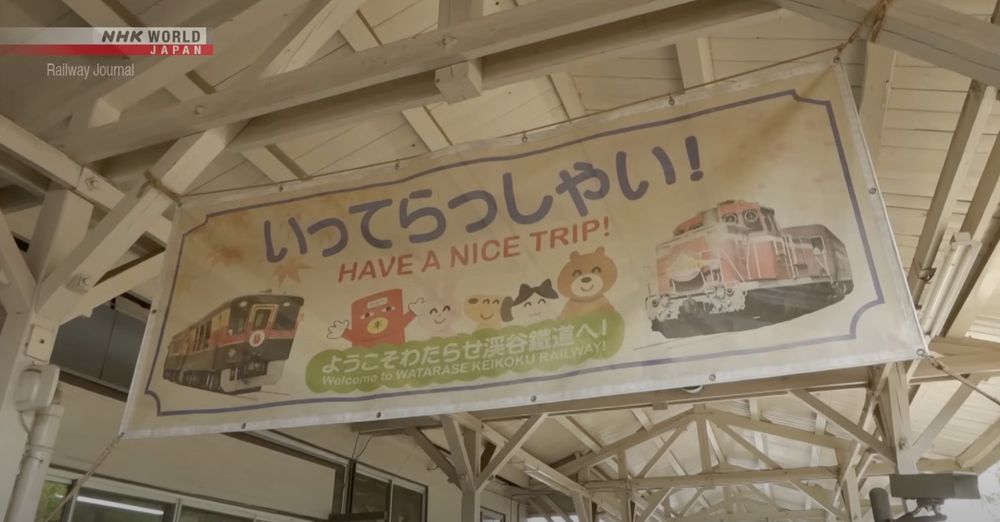 NHK WORLD
JAPAN
Railway Journal
いってらっしゃい!
HAVE A NICE TRIP!
ようこそわたらせ渓谷鐵道へ!
Welcome to WATARASE KEIKOKU RAILWAY!